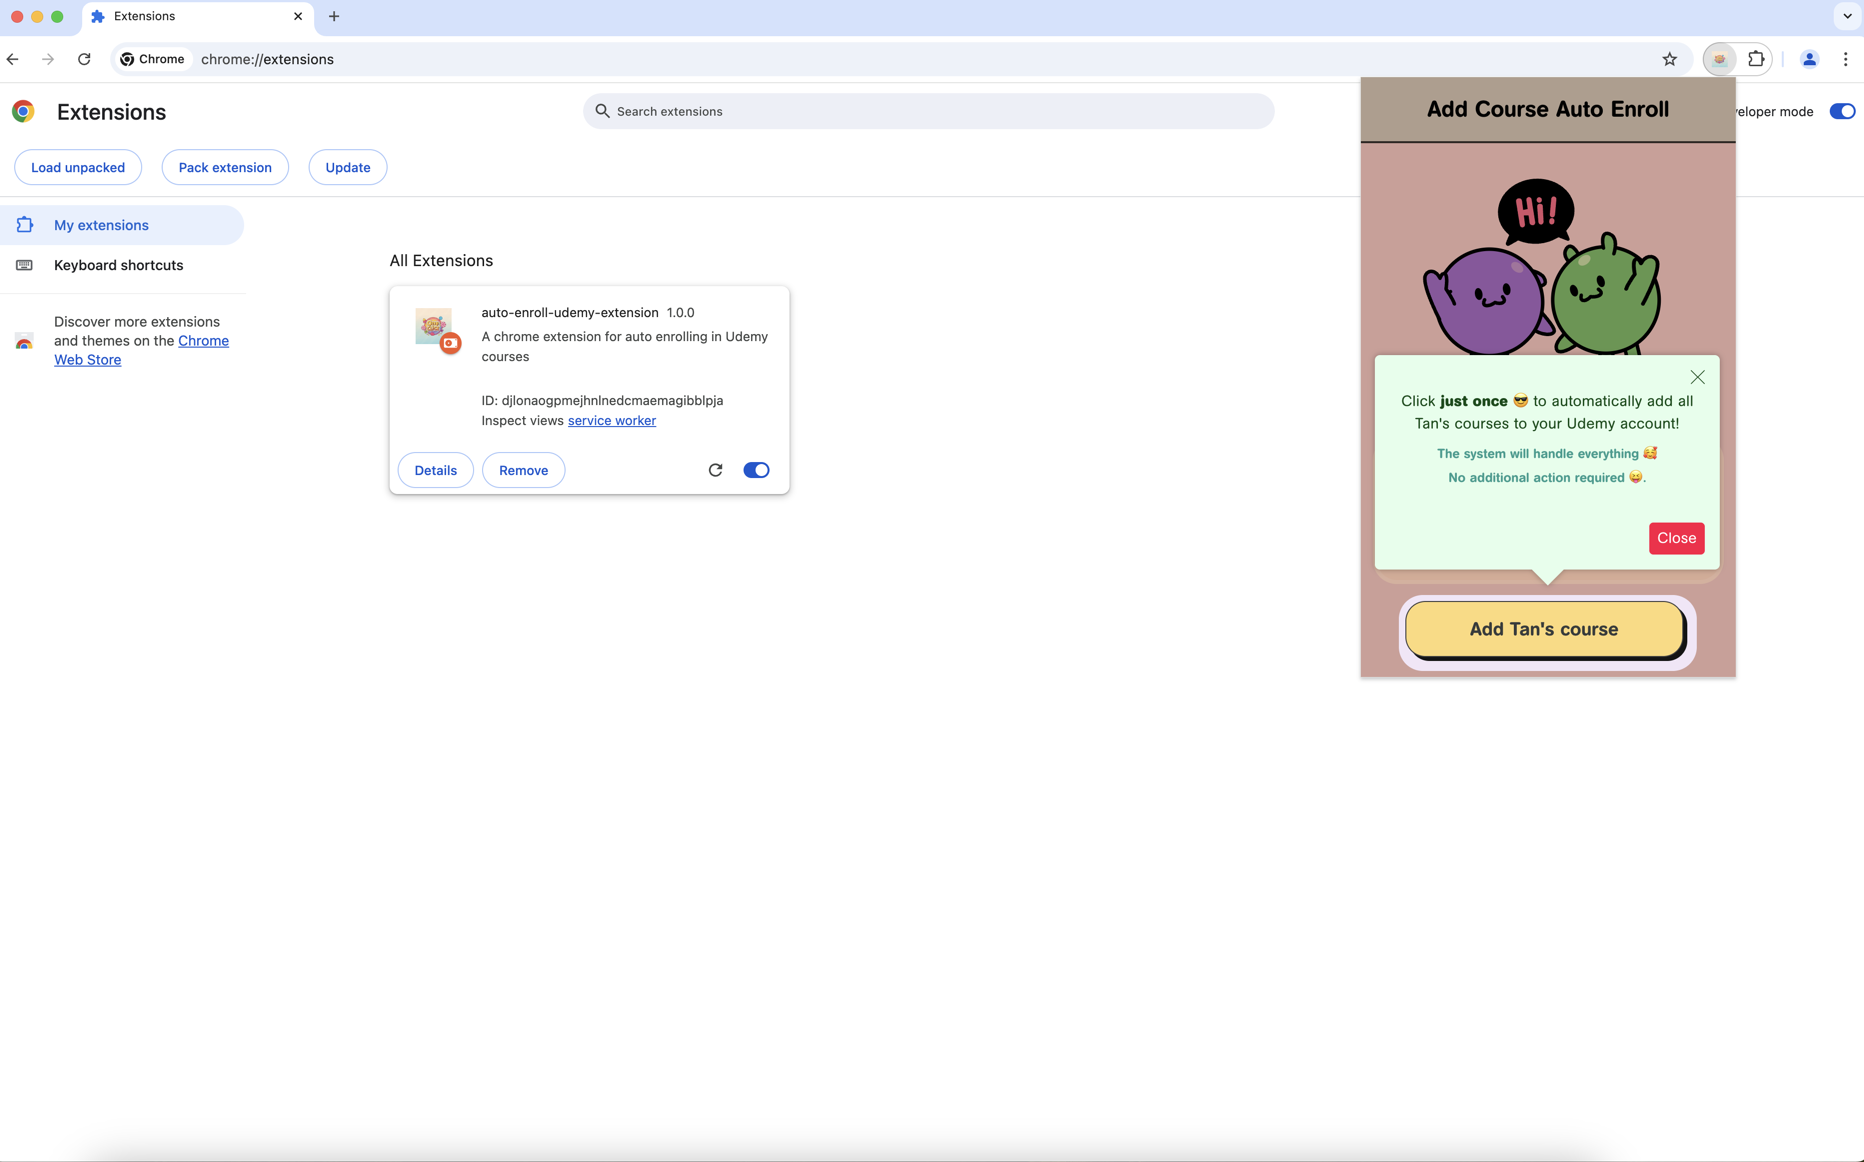 Extensions
Chrome
chrome://extensions
Extensions
Search extensions
veloper mode
Load unpacked
Pack extension
Update
My extensions
Keyboard shortcuts
Discover more extensions
and themes on the Chrome
Web Store
All Extensions
auto-enroll-udemy-extension 1.0.0
A chrome extension for auto enrolling in Udemy
courses
ID: djlonaogpmejhnlnedcmaemagibblpja
Inspect views service worker
Details
Remove
Add Course Auto Enroll
Hi!
Click just once 😎 to automatically add all
Tan's courses to your Udemy account!
The system will handle everything 🥰
No additional action required 😝.
Close
Add Tan's course